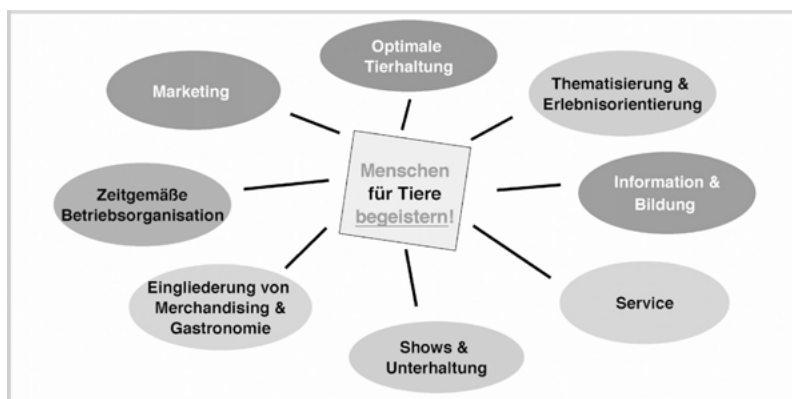 Optimale
Tierhaltung
Marketing
Thematisierung &
Erlebnisorientierung
Menschen
für Tiere
begeistern!
Zeitgemäße
Betriebsorganisation
Information &
Bildung
Eingliederung von
Merchandising &
Gastronomie
Service
Shows &
Unterhaltung